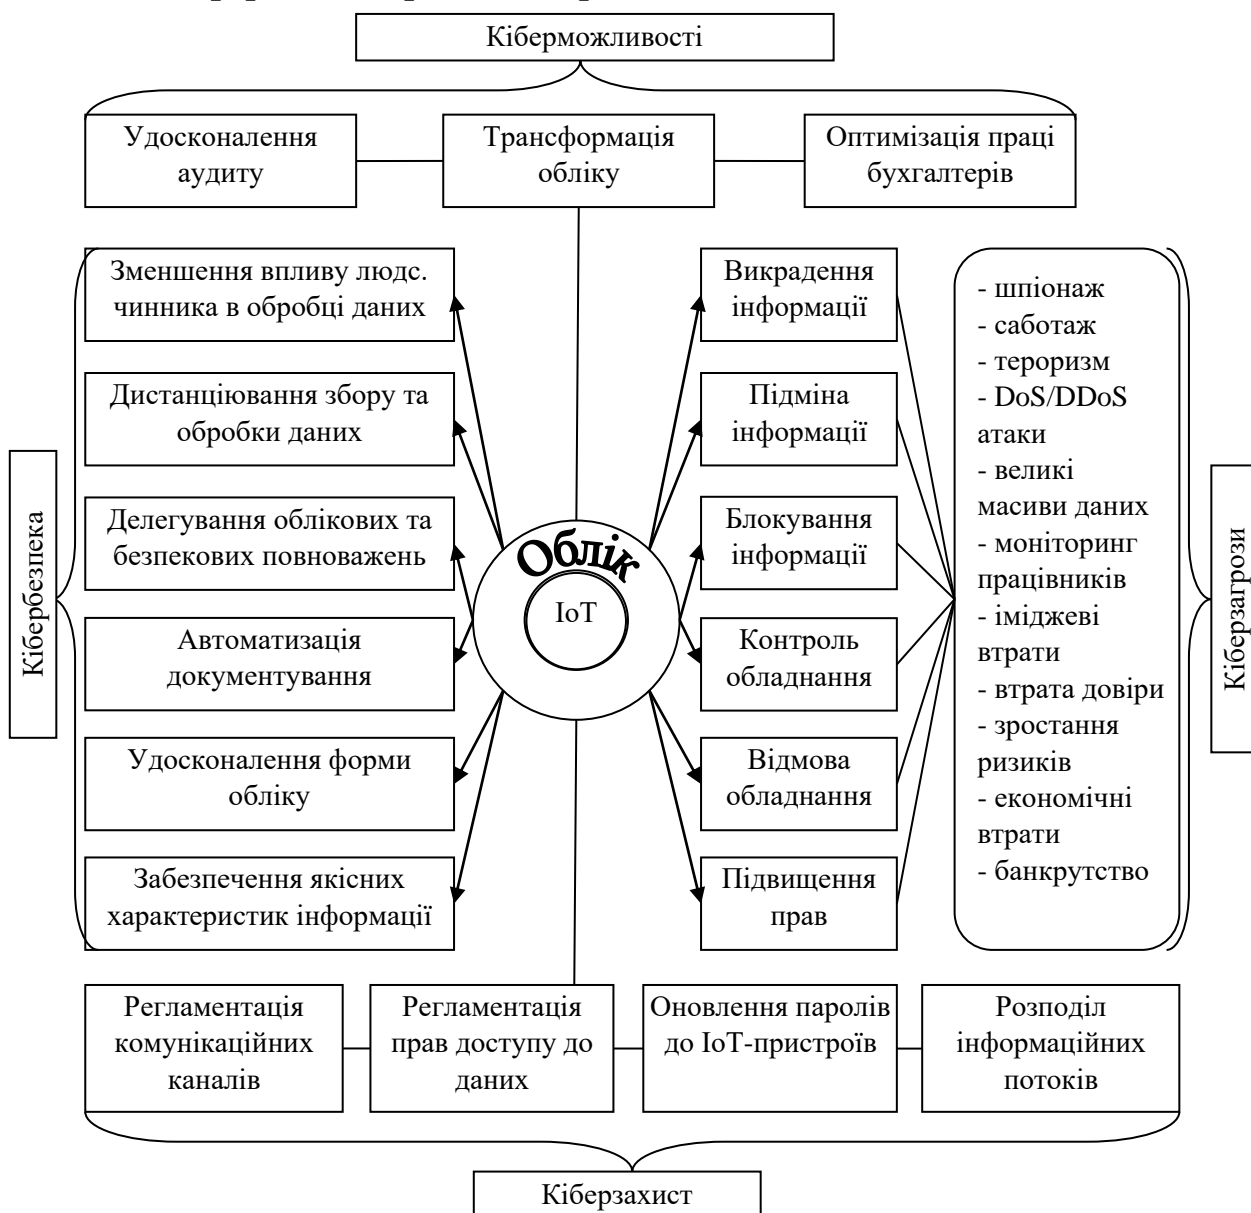 Кіберможливості
Удосконалення
аудиту
Трансформація
обліку
Оптимізація праці
бухгалтерів
Кібербезпека
Зменшення впливу людс.
чинника в обробці даних
Дистанціювання збору та
обробки даних
Делегування облікових та
безпекових повноважень
Автоматизація
документування
Удосконалення форми
обліку
Забезпечення якісних
характеристик інформації
Облік
ІоТ
Викрадення
інформації
Підміна
інформації
Блокування
інформації
Контроль
обладнання
Відмова
обладнання
Підвищення
прав
- шпіонаж
- саботаж
- тероризм
- DoS/DDoS
атаки
- великі
масиви даних
- моніторинг
працівників
- іміджеві
втрати
- втрата довіри
- зростання
ризиків
- економічні
втрати
- банкрутство
Кіберзагрози
Регламентація
комунікаційних
каналів
Регламентація
прав доступу до
даних
Оновлення паролів
до ІоТ-пристроїв
Розподіл
інформаційних
потоків
Кіберзахист